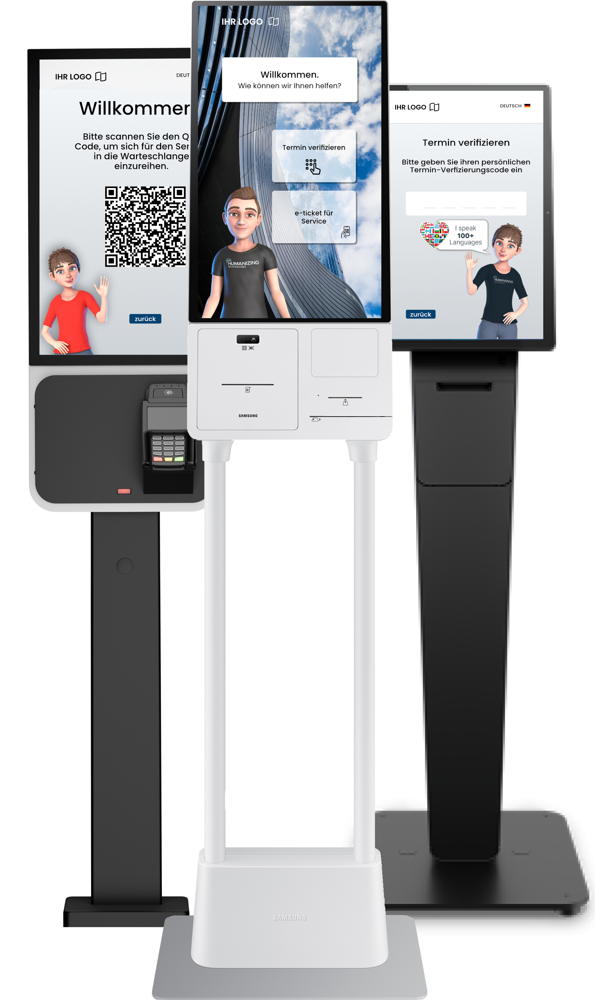 IHR LOGO
DEUT
Willkommen
Bitte scannen Sie den Q
Code, um sich für den Ser
in die Warteschlange
einzureihen.
zurück
IHR LOGO
Willkommen.
Wie können wir Ihnen helfen?
Termin verifizieren
e-ticket für
Service
HUMANIZING
TECHNOLOGIES
SAMSUNG
SAMSUNG
IHR LOGO
DEUTSCH
Termin verifizieren
Bitte geben Sie ihren persönlichen
Termin-Verfizierungscode ein
I speak
100+
Languages
HUMANIZING
TECHNOLOGIES
zurück